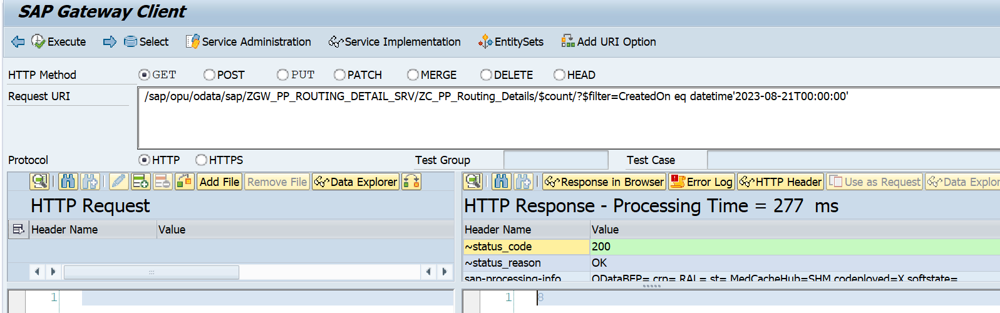 SAP Gateway Client
Execute Select Service Administration Service Implementation EntitySets Add URI Option
HTTP Method GET POST PUT PATCH MERGE DELETE HEAD
Request URI /sap/opu/odata/sap/ZGW_PP_ROUTING_DETAIL_SRV/ZC_PP_Routing_Details/$count/?$filter=CreatedOn eq datetime'2023-08-21T00:00:00'
Protocol HTTP HTTPS Test Group Test Case
Add File Remove File Data Explorer Response in Browser Error Log HTTP Header Use as Request Data Explor
HTTP Request HTTP Response - Processing Time = 277 ms
Header Name Value Header Name Value
~status_code 200
~status_reason OK
sap-processing-info ODataBEP= crp= RAL= st= MedCacheHub=SHM codeployed=X softstate=
1 1 8